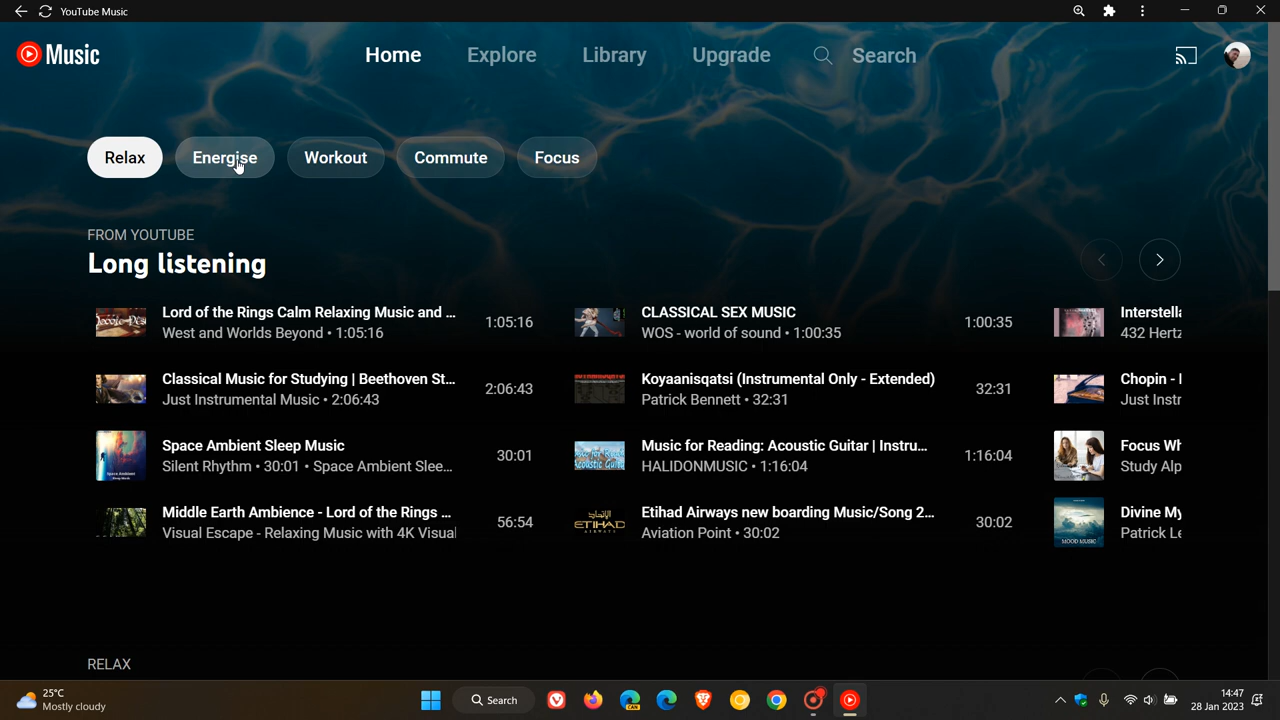 YouTube Music
Music
Home Explore Library Upgrade Search
Relax Energise Workout Commute Focus
FROM YOUTUBE
Long listening
Lord of the Rings Calm Relaxing Music and ...
West and Worlds Beyond • 1:05:16
1:05:16
CLASSICAL SEX MUSIC
WOS - world of sound • 1:00:35
1:00:35
Interstell
432 Hertz
Classical Music for Studying | Beethoven St...
Just Instrumental Music • 2:06:43
2:06:43
Koyaanisqatsi (Instrumental Only - Extended)
Patrick Bennett • 32:31
32:31
Chopin -
Just Instr
Space Ambient Sleep Music
Silent Rhythm • 30:01 • Space Ambient Slee...
30:01
Music for Reading: Acoustic Guitar | Instru...
HALIDONMUSIC • 1:16:04
1:16:04
Focus Wh
Study Alp
Middle Earth Ambience - Lord of the Rings ...
Visual Escape - Relaxing Music with 4K Visual
56:54
ETIHAD
Etihad Airways new boarding Music/Song 2...
Aviation Point • 30:02
30:02
MOOD MUSIC
Divine My
Patrick Le
RELAX
25°C
Mostly cloudy
Search
CAN
14:47
28 Jan 2023